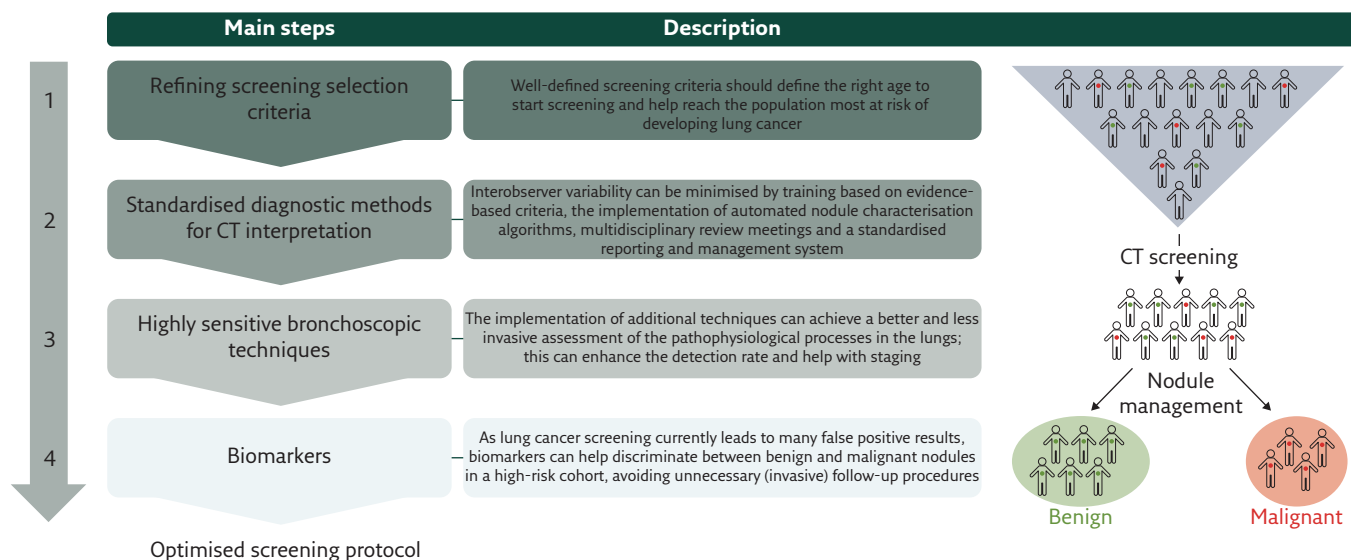 Main steps
Description
1
Refining screening selection
criteria
Well-defined screening criteria should define the right age to
start screening and help reach the population most at risk of
developing lung cancer
2
Standardised diagnostic methods
for CT interpretation
Interobserver variability can be minimised by training based on evidence-
based criteria, the implementation of automated nodule characterisation
algorithms, multidisciplinary review meetings and a standardised
reporting and management system
3
Highly sensitive bronchoscopic
techniques
The implementation of additional techniques can achieve a better and less
invasive assessment of the pathophysiological processes in the lungs;
this can enhance the detection rate and help with staging
4
Biomarkers
As lung cancer screening currently leads to many false positive results,
biomarkers can help discriminate between benign and malignant nodules
in a high-risk cohort, avoiding unnecessary (invasive) follow-up procedures
Optimised screening protocol
CT screening
Nodule
management
Benign
Malignant